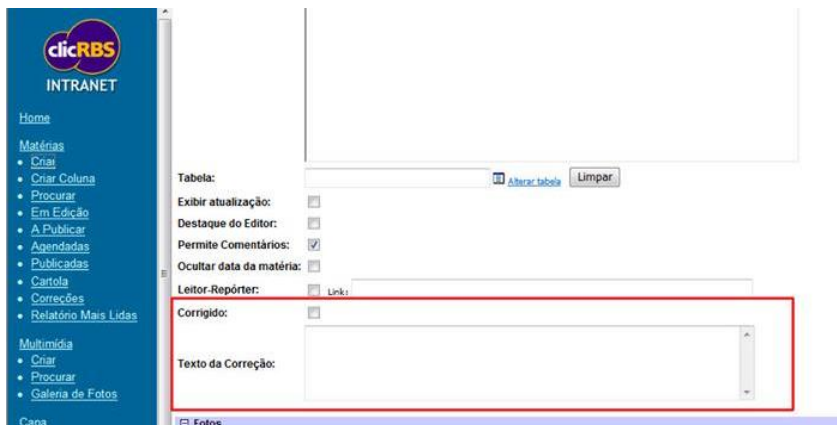 clicRBS
INTRANET
Home
Matérias
Criar
Criar Coluna
Procurar
Em Edição
A Publicar
Agendadas
Publicadas
Cartola
Correções
Relatório Mais Lidas
Multimídia
Criar
Procurar
Galeria de Fotos
Capa
Tabela: Alterar tabela Limpar
Exibir atualização:
Destaque do Editor:
Permite Comentários:
Ocultar data da matéria:
Leitor-Repórter: Link:
Corrigido:
Texto da Correção:
Fotos